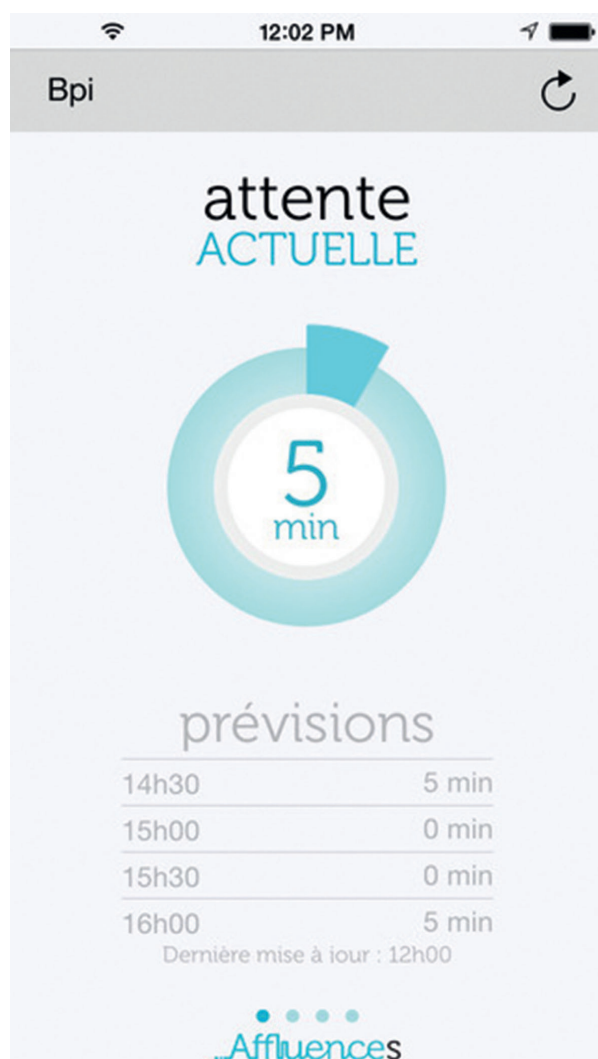 12:02 PM
Bpi
attente
ACTUELLE
5
min
prévisions
14h30 5 min
15h00 0 min
15h30 0 min
16h00 5 min
Dernière mise à jour : 12h00
...Affluences